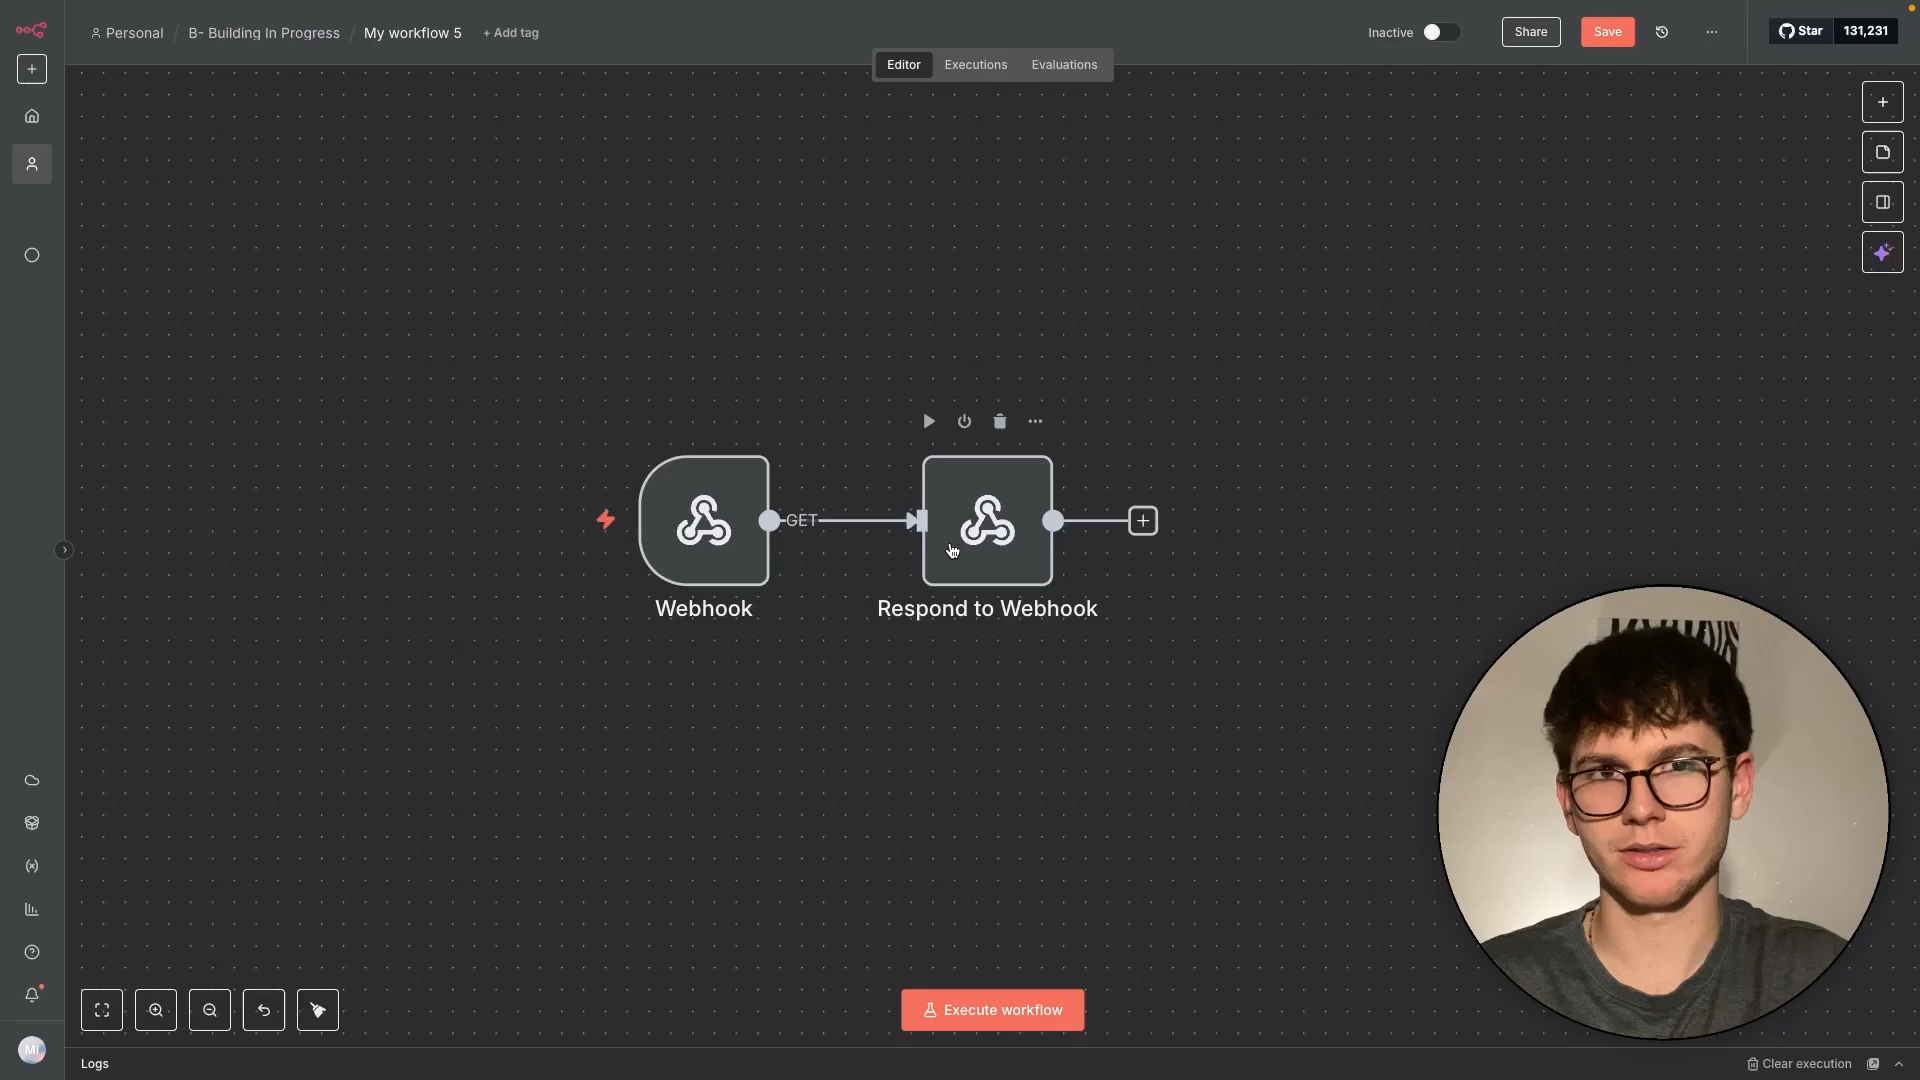 Personal / B- Building In Progress / My workflow 5 + Add tag
Inactive
Share
Save
Star 131,231
Editor
Executions
Evaluations
GET
Webhook
Respond to Webhook
Execute workflow
MI
Logs
Clear execution